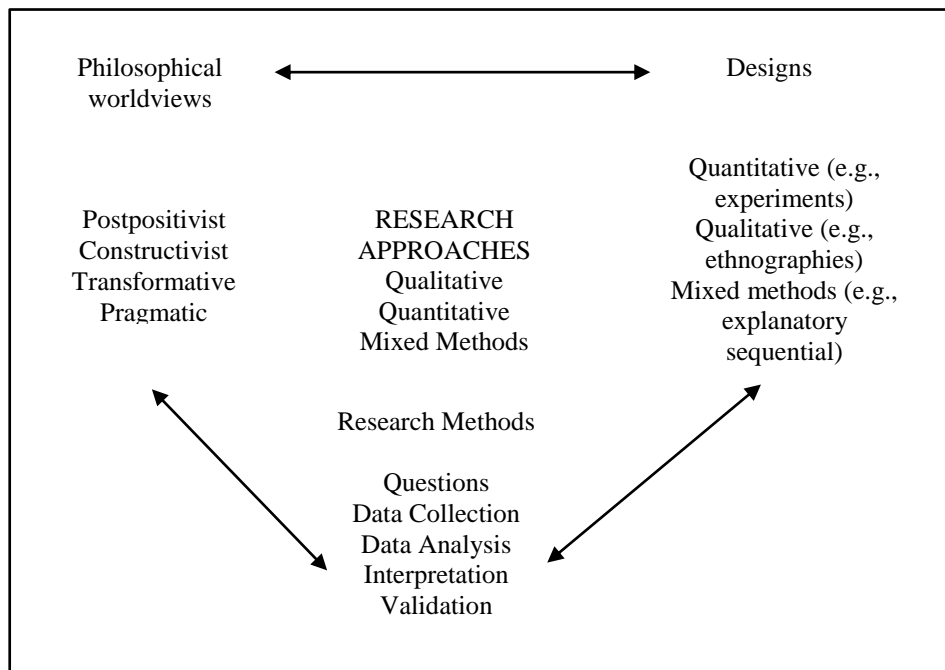 Philosophical
worldviews
Designs
Postpositivist
Constructivist
Transformative
Pragmatic
RESEARCH
APPROACHES
Qualitative
Quantitative
Mixed Methods
Quantitative (e.g.,
experiments)
Qualitative (e.g.,
ethnographies)
Mixed methods (e.g.,
explanatory
sequential)
Research Methods
Questions
Data Collection
Data Analysis
Interpretation
Validation